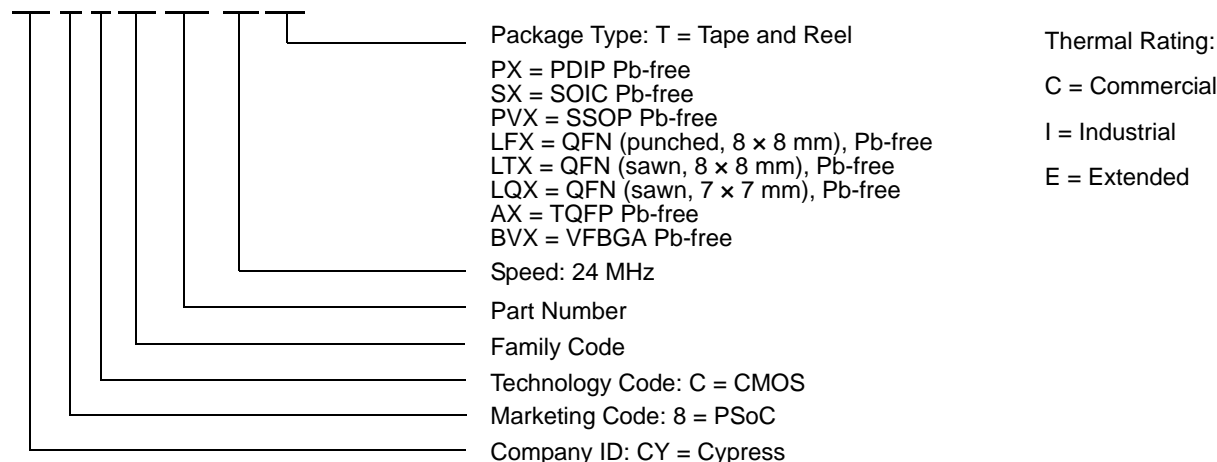 Package Type: T = Tape and Reel
PX = PDIP Pb-free
SX = SOIC Pb-free
PVX = SSOP Pb-free
LFX = QFN (punched, 8 × 8 mm), Pb-free
LTX = QFN (sawn, 8 × 8 mm), Pb-free
LQX = QFN (sawn, 7 × 7 mm), Pb-free
AX = TQFP Pb-free
BVX = VFBGA Pb-free
Speed: 24 MHz
Part Number
Family Code
Technology Code: C = CMOS
Marketing Code: 8 = PSoC
Company ID: CY = Cypress
Thermal Rating:
C = Commercial
I = Industrial
E = Extended